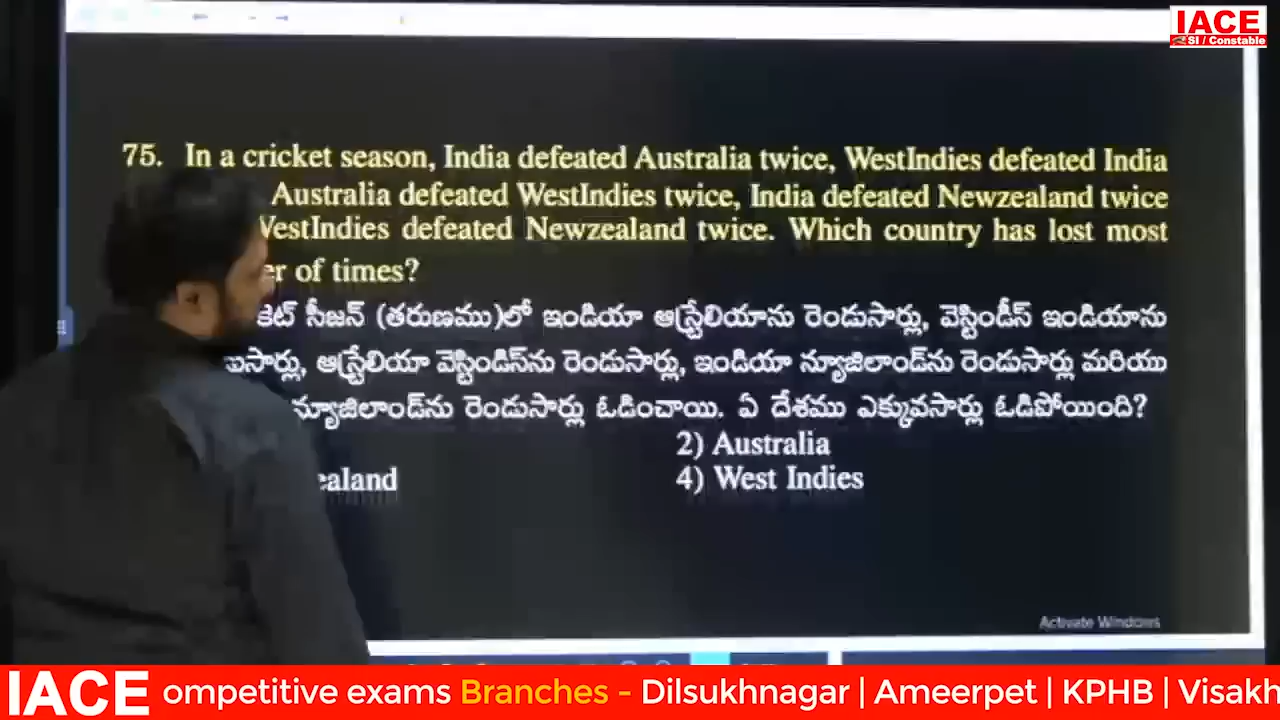 IACE
SI / Constable
75. In a cricket season, India defeated Australia twice, WestIndies defeated India
Australia defeated WestIndies twice, India defeated Newzealand twice
WestIndies defeated Newzealand twice. Which country has lost most
er of times?
కెట్ సీజన్ (తరుణము)లో ఇండియా ఆస్ట్రేలియాను రెండుసార్లు, వెస్టిండీస్ ఇండియాను
సార్లు, ఆస్ట్రేలియా వెస్టిండిస్‌ను రెండుసార్లు, ఇండియా న్యూజిలాండ్‌ను రెండుసార్లు మరియు
న్యూజిలాండ్‌ను రెండుసార్లు ఓడించాయి. ఏ దేశము ఎక్కువసార్లు ఓడిపోయింది?
2) Australia
ealand 4) West Indies
Activate Windows
IACE ompetitive exams Branches - Dilsukhnagar | Ameerpet | KPHB | Visakh